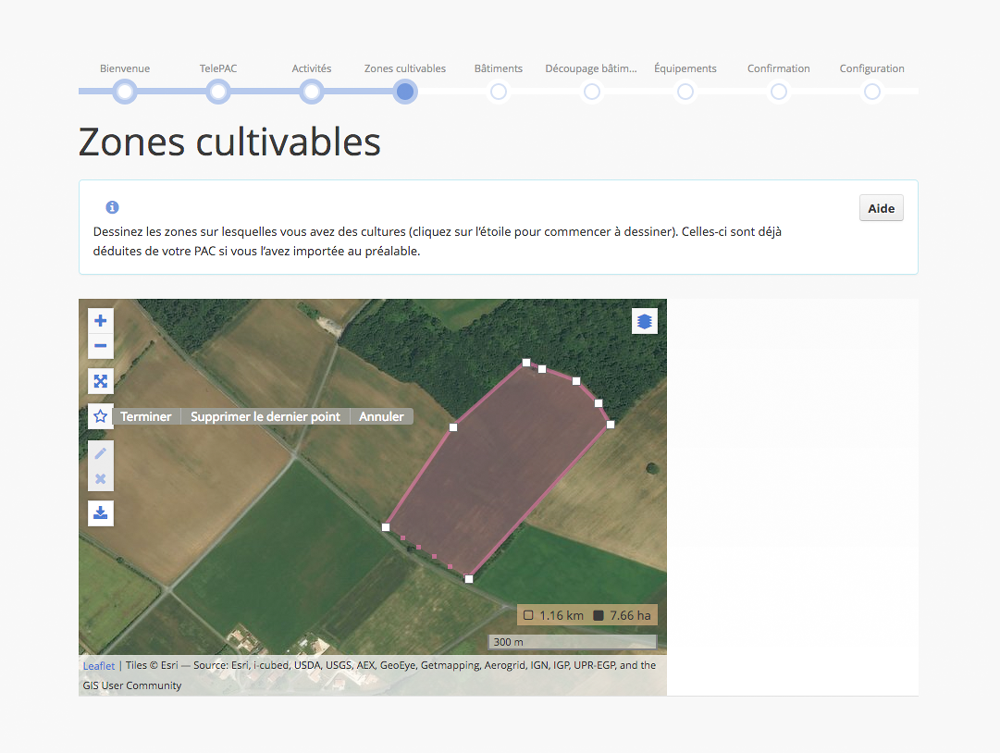 Bienvenue
TelePAC
Activités
Zones cultivables
Bâtiments
Découpage bâtim...
Équipements
Confirmation
Configuration
Zones cultivables
Aide
Dessinez les zones sur lesquelles vous avez des cultures (cliquez sur l’étoile pour commencer à dessiner). Celles-ci sont déjà
déduites de votre PAC si vous l’avez importée au préalable.
Terminer
Supprimer le dernier point
Annuler
1.16 km
7.66 ha
300 m
Leaflet | Tiles © Esri — Source: Esri, i-cubed, USDA, USGS, AEX, GeoEye, Getmapping, Aerogrid, IGN, IGP, UPR-EGP, and the
GIS User Community